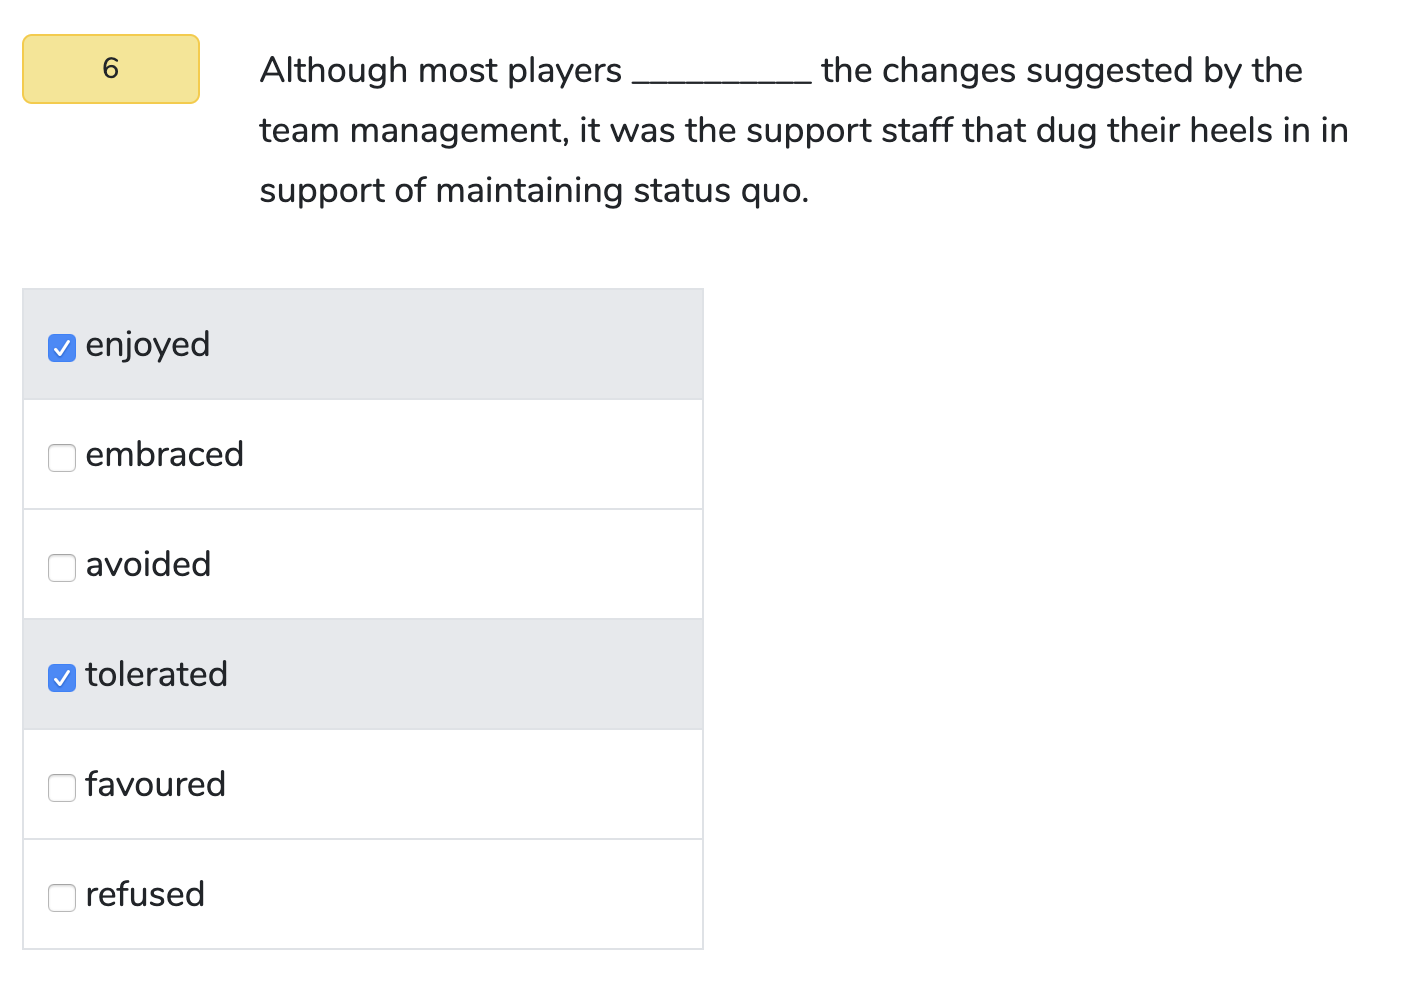 6
Although most players __________ the changes suggested by the
team management, it was the support staff that dug their heels in in
support of maintaining status quo.
enjoyed
embraced
avoided
tolerated
favoured
refused